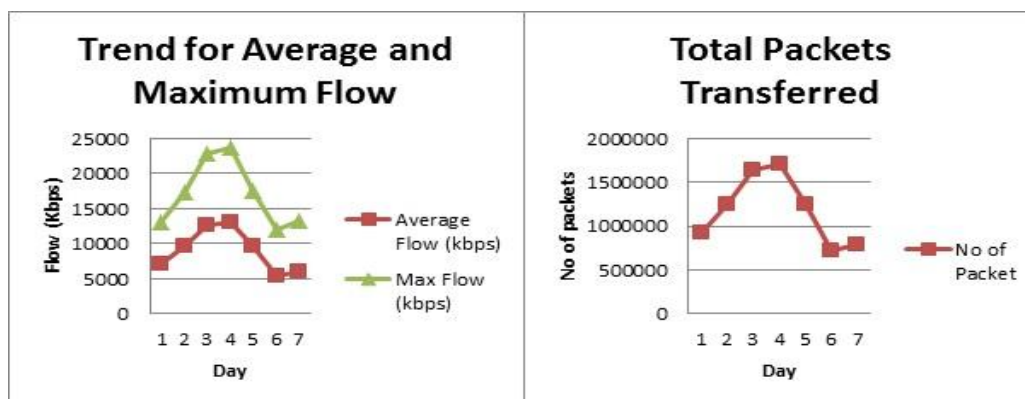 Trend for Average and
Maximum Flow
25000
20000
15000
10000
5000
0
Flow (Kbps)
1 2 3 4 5 6 7
Day
Average
Flow (kbps)
Max Flow
(kbps)
Total Packets
Transferred
2000000
1500000
1000000
500000
0
No of packets
1 2 3 4 5 6 7
Day
No of
Packet